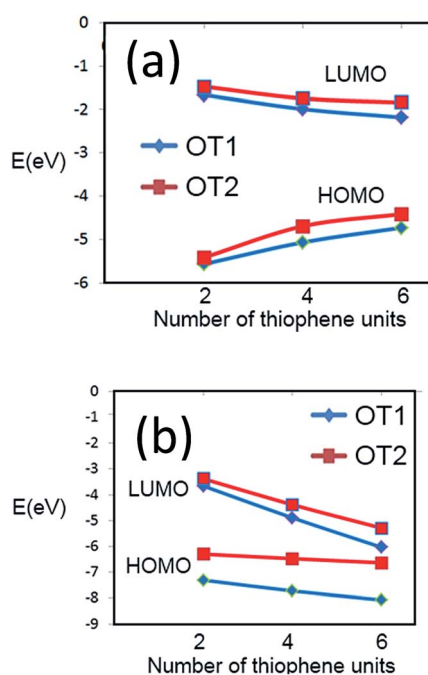 0
(a)
-1
LUMO
-2
-3
E(eV)
OT1
-4
OT2
HOMO
-5
-6
2 4 6
Number of thiophene units
0
-1
(b)
OT1
-2
OT2
-3
LUMO
-4
E(eV)
-5
-6
HOMO
-7
-8
-9
2 4 6
Number of thiophene units